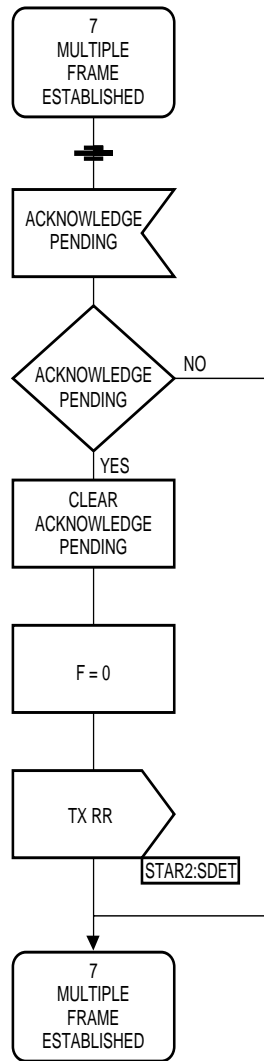 7
MULTIPLE
FRAME
ESTABLISHED
ACKNOWLEDGE
PENDING
ACKNOWLEDGE
PENDING
NO
YES
CLEAR
ACKNOWLEDGE
PENDING
F = 0
TX RR
STAR2:SDET
7
MULTIPLE
FRAME
ESTABLISHED